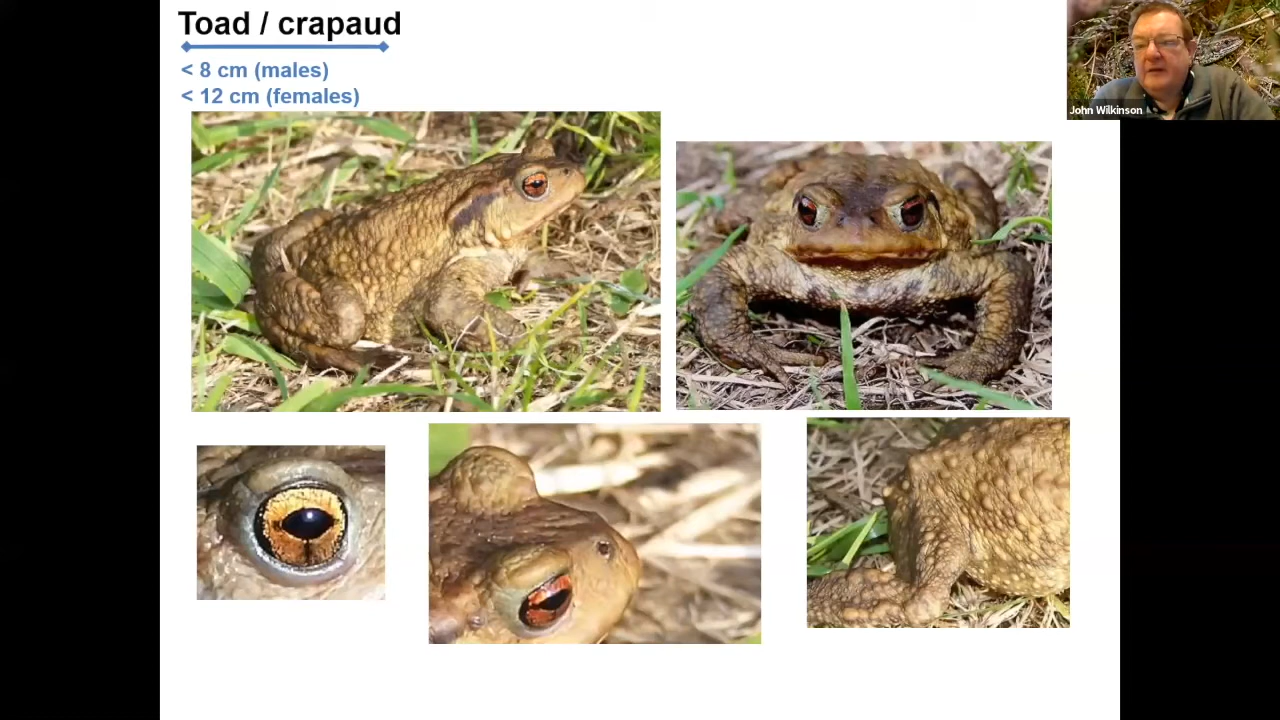 Toad / crapaud
< 8 cm (males)
< 12 cm (females)
John Wilkinson